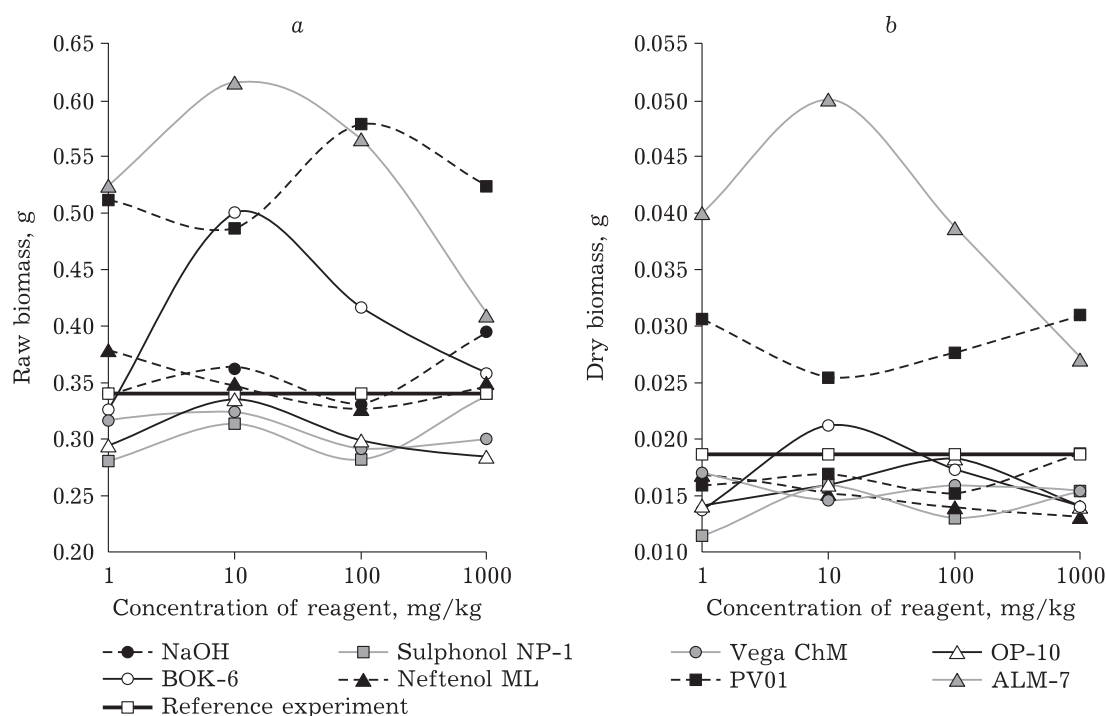 a
0.65
0.60
0.55
0.50
0.45
0.40
0.35
0.30
0.25
0.20
Raw biomass, g
1 10 100 1000
Concentration of reagent, mg/kg
b
0.055
0.050
0.045
0.040
0.035
0.030
0.025
0.020
0.015
0.010
Dry biomass, g
1 10 100 1000
Concentration of reagent, mg/kg
NaOH Sulphonol NP-1 Vega ChM OP-10
BOK-6 Neftenol ML PV01 ALM-7
Reference experiment